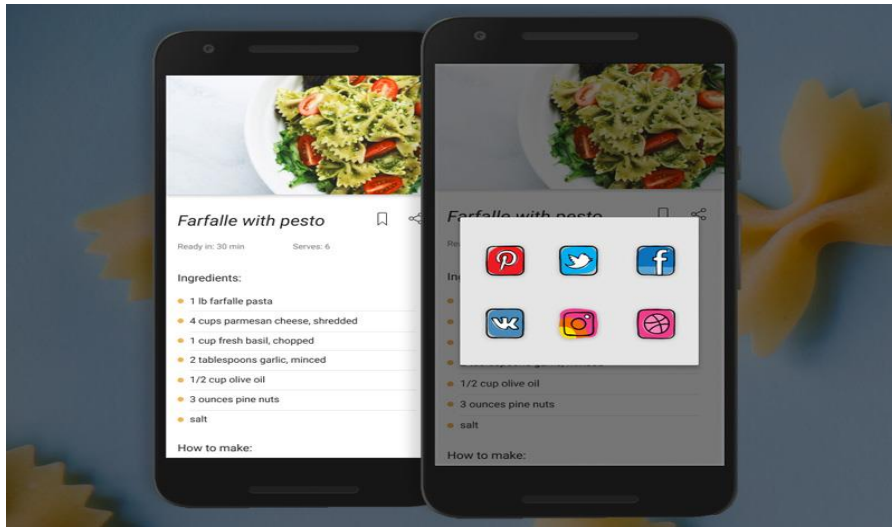 Farfalle with pesto
Ready in: 30 min Serves: 6
Ingredients:
1 lb farfalle pasta
4 cups parmesan cheese, shredded
1 cup fresh basil, chopped
2 tablespoons garlic, minced
1/2 cup olive oil
3 ounces pine nuts
salt
How to make:
Farfalle with pesto
Re
In
1/2 cup olive oil
3 ounces pine nuts
salt
How to make: